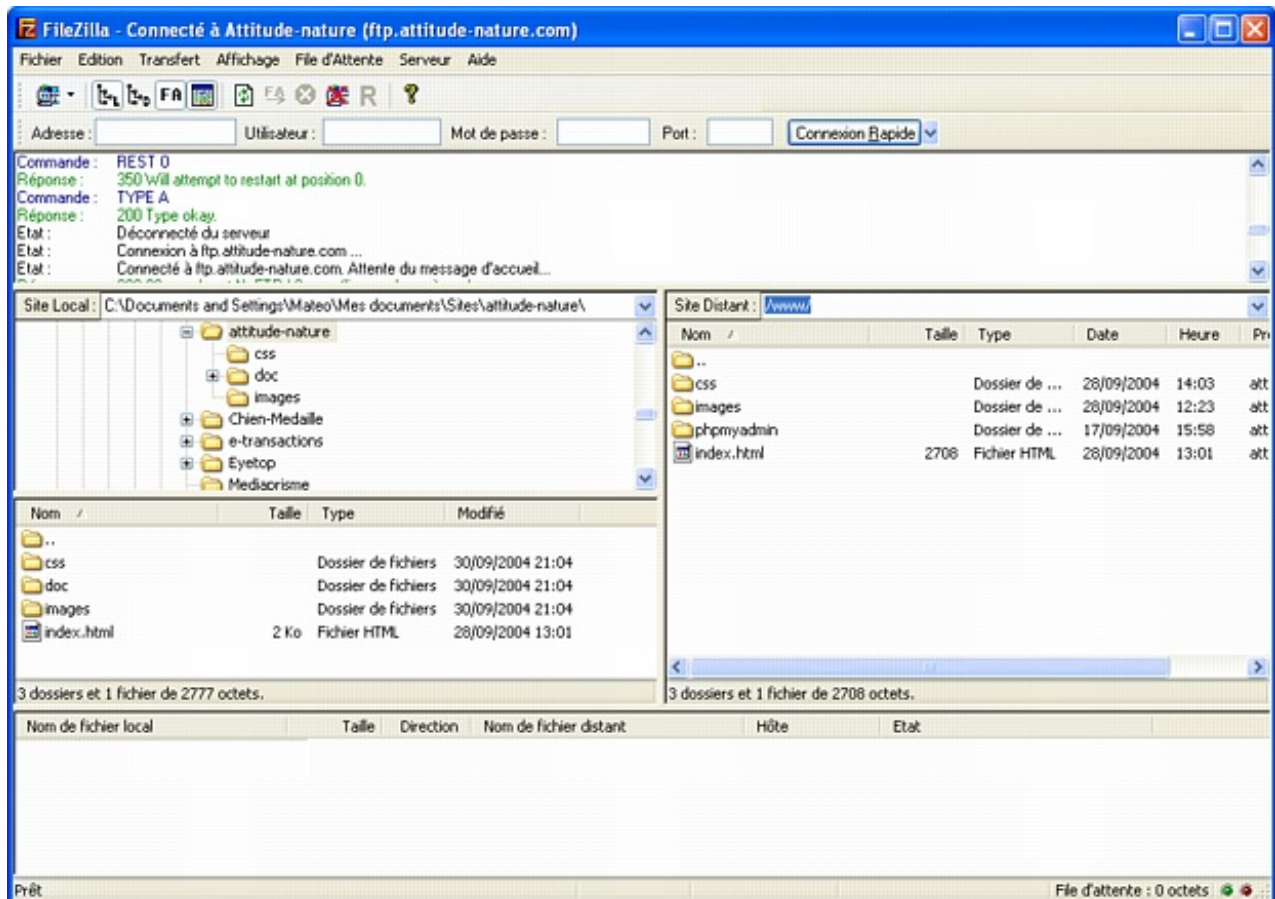 FileZilla - Connecté à Attitude-nature (ftp.attitude-nature.com)
Fichier Edition Transfert Affichage File d'Attente Serveur Aide
FA R ?
Adresse : Utilisateur : Mot de passe : Port : Connexion Rapide
Commande : REST 0
Réponse : 350 Will attempt to restart at position 0.
Commande : TYPE A
Réponse : 200 Type okay.
Etat : Déconnecté du serveur
Etat : Connexion à ftp.attitude-nature.com ...
Etat : Connecté à ftp.attitude-nature.com. Attente du message d'accueil...
Site Local : C:\Documents and Settings\Mateo\Mes documents\Sites\attitude-nature\
attitude-nature
css
doc
images
Chien-Medaille
e-transactions
Eyetop
Mediaprisme
Nom / Taille Type Modifié
..
css Dossier de fichiers 30/09/2004 21:04
doc Dossier de fichiers 30/09/2004 21:04
images Dossier de fichiers 30/09/2004 21:04
index.html 2 Ko Fichier HTML 28/09/2004 13:01
3 dossiers et 1 fichier de 2777 octets.
Site Distant : /www/
Nom / Taille Type Date Heure Pr
..
css Dossier de ... 28/09/2004 14:03 att
images Dossier de ... 28/09/2004 12:23 att
phpmyadmin Dossier de ... 17/09/2004 15:58 att
index.html 2708 Fichier HTML 28/09/2004 13:01 att
3 dossiers et 1 fichier de 2708 octets.
Nom de fichier local Taille Direction Nom de fichier distant Hôte Etat
Prêt File d'attente : 0 octets